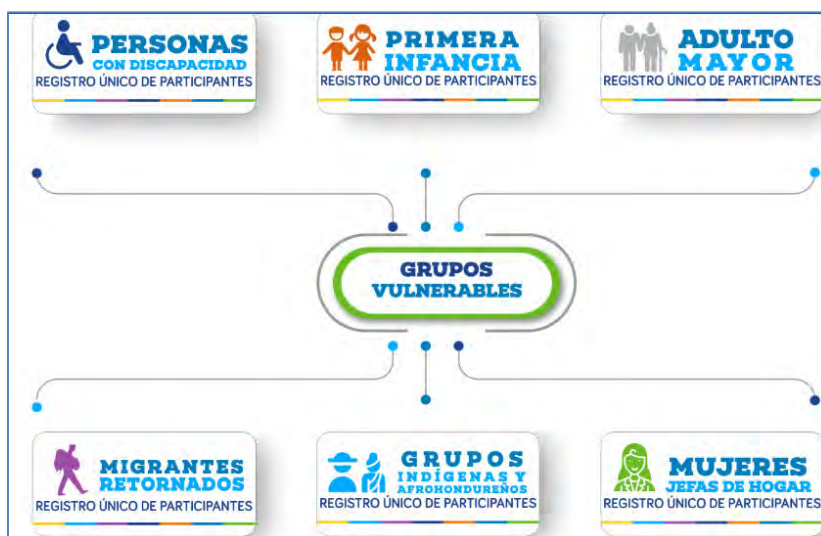 PERSONAS
CON DISCAPACIDAD
REGISTRO ÚNICO DE PARTICIPANTES
PRIMERA
INFANCIA
REGISTRO ÚNICO DE PARTICIPANTES
ADULTO
MAYOR
REGISTRO ÚNICO DE PARTICIPANTES
GRUPOS
VULNERABLES
MIGRANTES
RETORNADOS
REGISTRO ÚNICO DE PARTICIPANTES
GRUPOS
INDÍGENAS Y
AFROHONDUREÑOS
REGISTRO ÚNICO DE PARTICIPANTES
MUJERES
JEFAS DE HOGAR
REGISTRO ÚNICO DE PARTICIPANTES